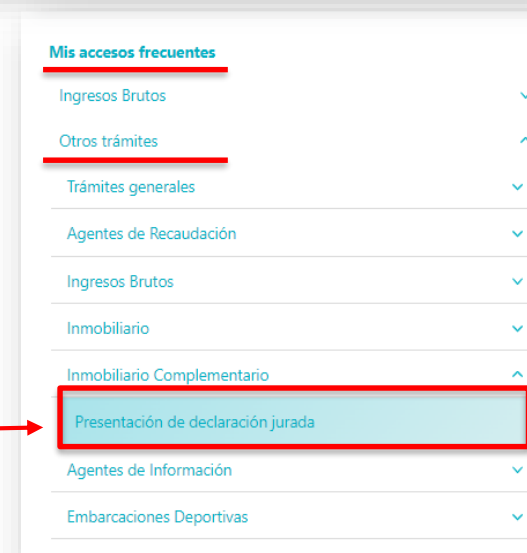 Mis accesos frecuentes
Ingresos Brutos
Otros trámites
Trámites generales
Agentes de Recaudación
Ingresos Brutos
Inmobiliario
Inmobiliario Complementario
Presentación de declaración jurada
Agentes de Información
Embarcaciones Deportivas